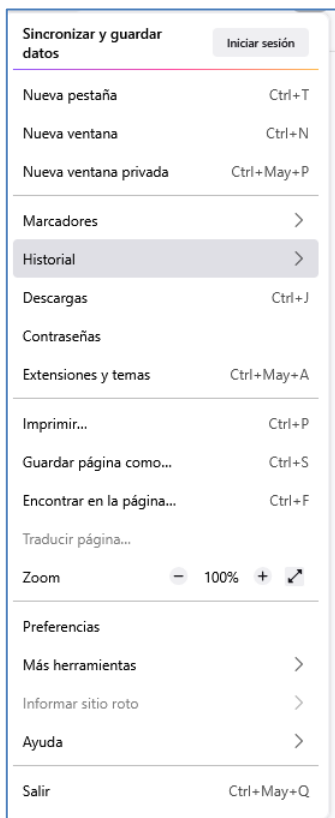 Sincronizar y guardar
datos
Iniciar sesión
Nueva pestaña Ctrl+T
Nueva ventana Ctrl+N
Nueva ventana privada Ctrl+May+P
Marcadores
Historial
Descargas Ctrl+J
Contraseñas
Extensiones y temas Ctrl+May+A
Imprimir... Ctrl+P
Guardar página como... Ctrl+S
Encontrar en la página... Ctrl+F
Traducir página...
Zoom − 100% +
Preferencias
Más herramientas
Informar sitio roto
Ayuda
Salir Ctrl+May+Q